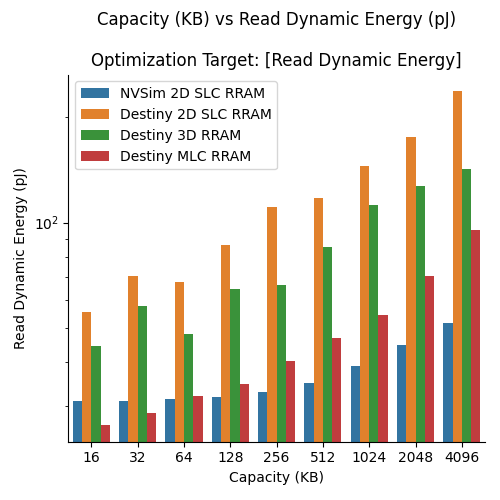 Capacity (KB) vs Read Dynamic Energy (pJ)
Optimization Target: [Read Dynamic Energy]
NVSim 2D SLC RRAM
Destiny 2D SLC RRAM
Destiny 3D RRAM
Destiny MLC RRAM
Read Dynamic Energy (pJ)
10²
16 32 64 128 256 512 1024 2048 4096
Capacity (KB)